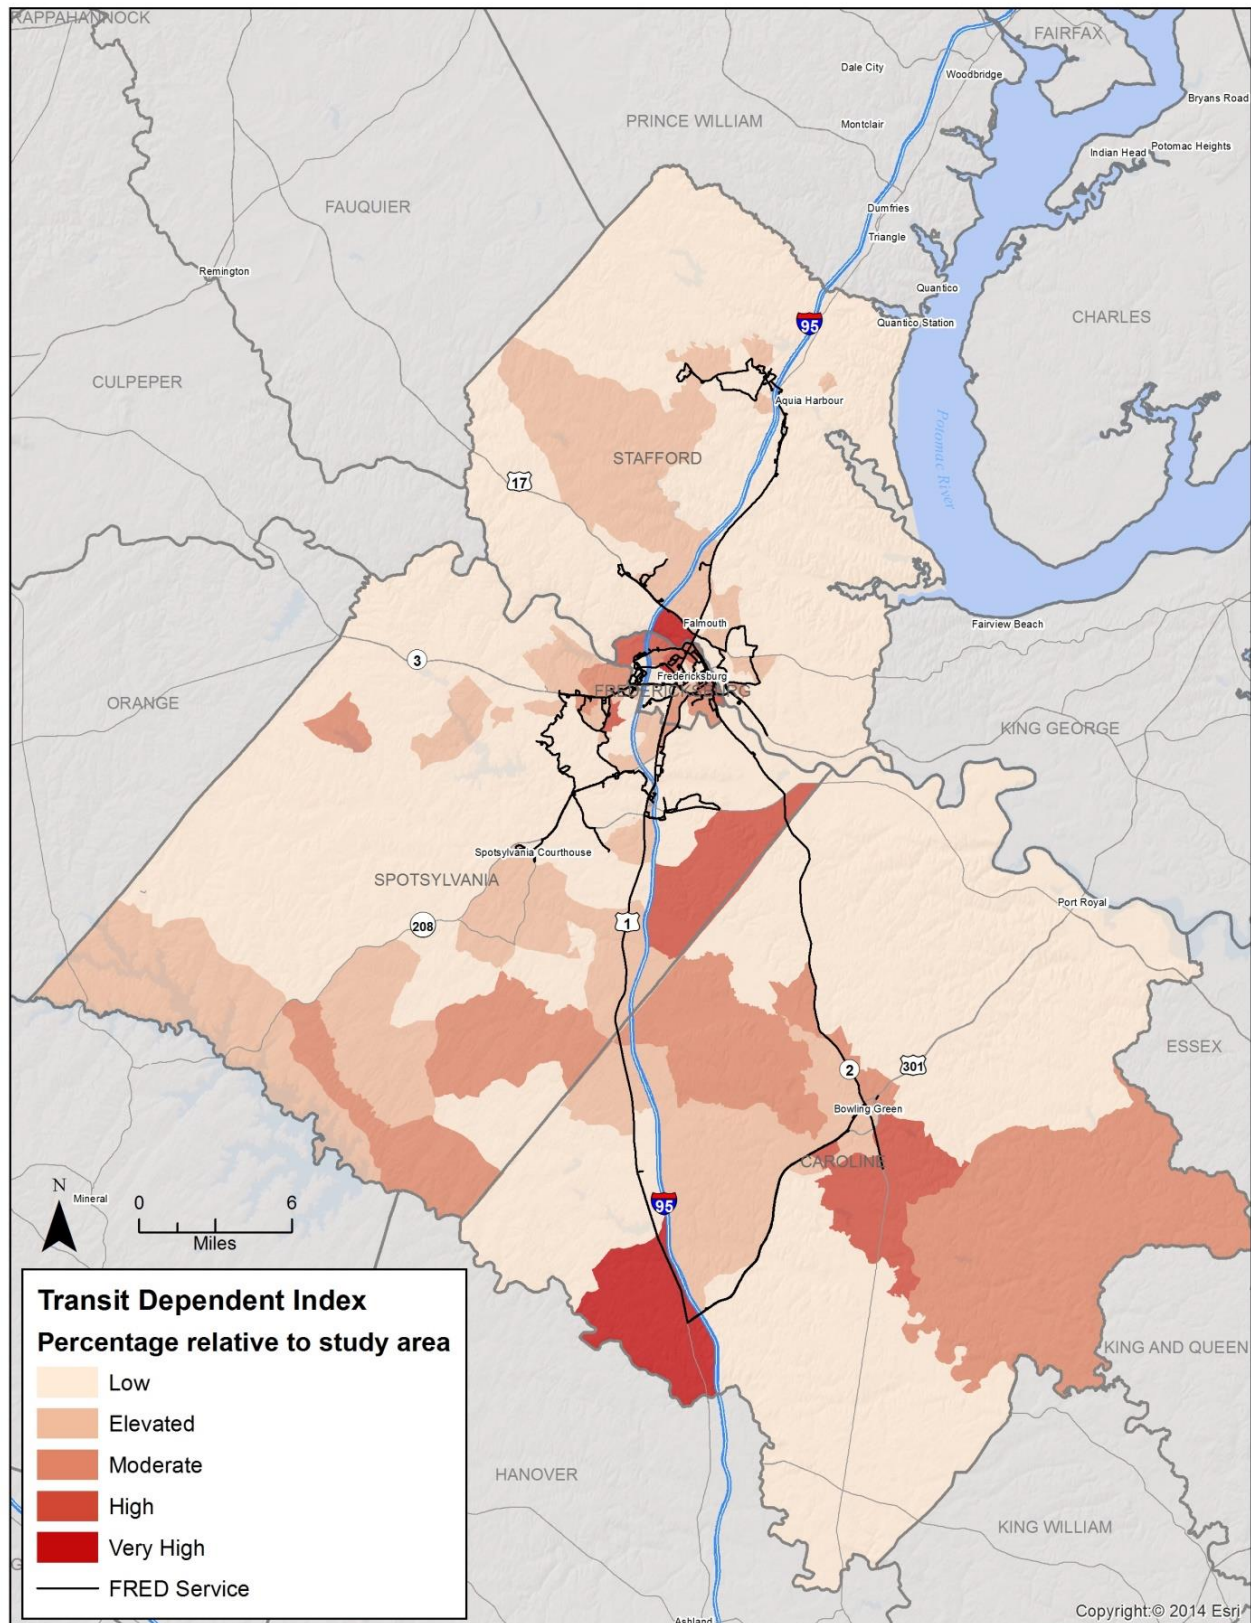 RAPPAHANNOCK
FAIRFAX
Dale City
Woodbridge
Bryans Road
PRINCE WILLIAM
Montclair
Indian Head
Potomac Heights
FAUQUIER
Dumfries
Triangle
Remington
Quantico
95
Quantico Station
CHARLES
CULPEPER
Aquia Harbour
Potomac River
STAFFORD
17
Falmouth
Fairview Beach
3
Fredericksburg
FREDERICKSBURG
ORANGE
KING GEORGE
Spotsylvania Courthouse
SPOTSYLVANIA
Port Royal
208
1
ESSEX
2
301
Bowling Green
CAROLINE
N
Mineral
0 6
Miles
95
Transit Dependent Index
Percentage relative to study area
Low
Elevated
Moderate
High
Very High
FRED Service
KING AND QUEEN
HANOVER
KING WILLIAM
G
Ashland
Copyright:© 2014 Esri